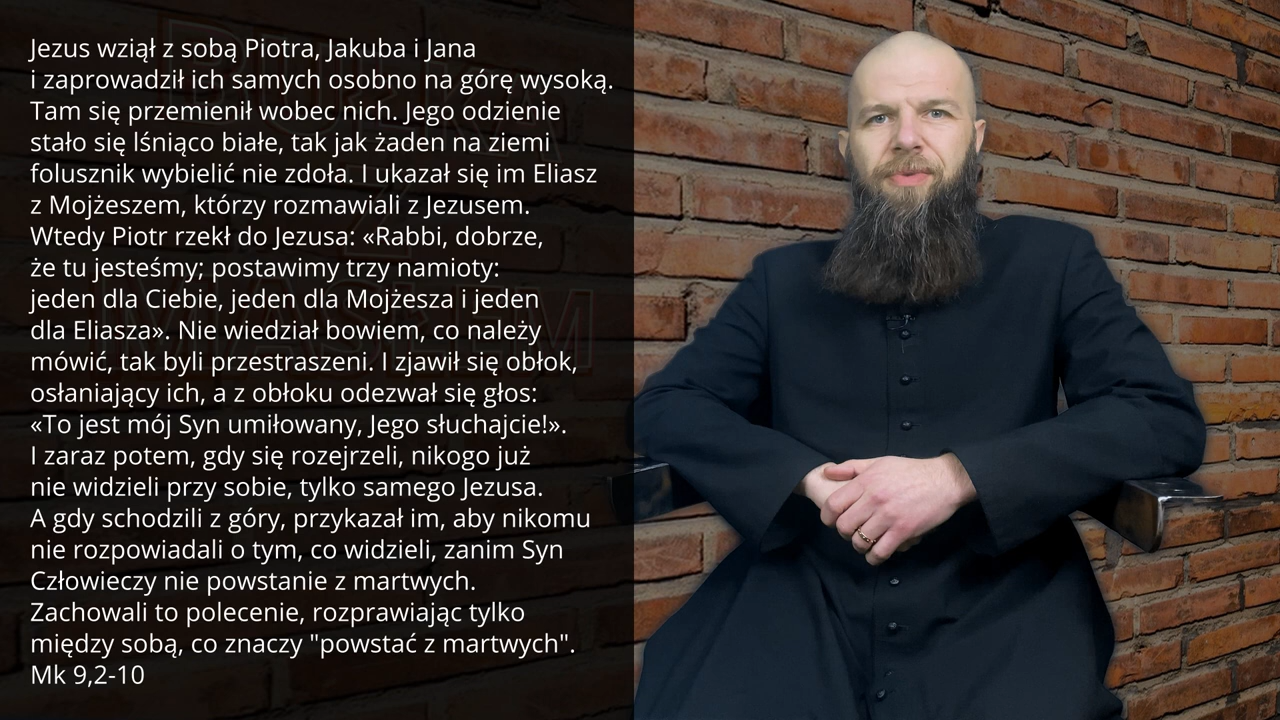 Jezus wziął z sobą Piotra, Jakuba i Jana
i zaprowadził ich samych osobno na górę wysoką.
Tam się przemienił wobec nich. Jego odzienie
stało się lśniąco białe, tak jak żaden na ziemi
folusznik wybielić nie zdoła. I ukazał się im Eliasz
z Mojżeszem, którzy rozmawiali z Jezusem.
Wtedy Piotr rzekł do Jezusa: «Rabbi, dobrze,
że tu jesteśmy; postawimy trzy namioty:
jeden dla Ciebie, jeden dla Mojżesza i jeden
dla Eliasza». Nie wiedział bowiem, co należy
mówić, tak byli przestraszeni. I zjawił się obłok,
osłaniający ich, a z obłoku odezwał się głos:
«To jest mój Syn umiłowany, Jego słuchajcie!».
I zaraz potem, gdy się rozejrzeli, nikogo już
nie widzieli przy sobie, tylko samego Jezusa.
A gdy schodzili z góry, przykazał im, aby nikomu
nie rozpowiadali o tym, co widzieli, zanim Syn
Człowieczy nie powstanie z martwych.
Zachowali to polecenie, rozprawiając tylko
między sobą, co znaczy "powstać z martwych".
Mk 9,2-10